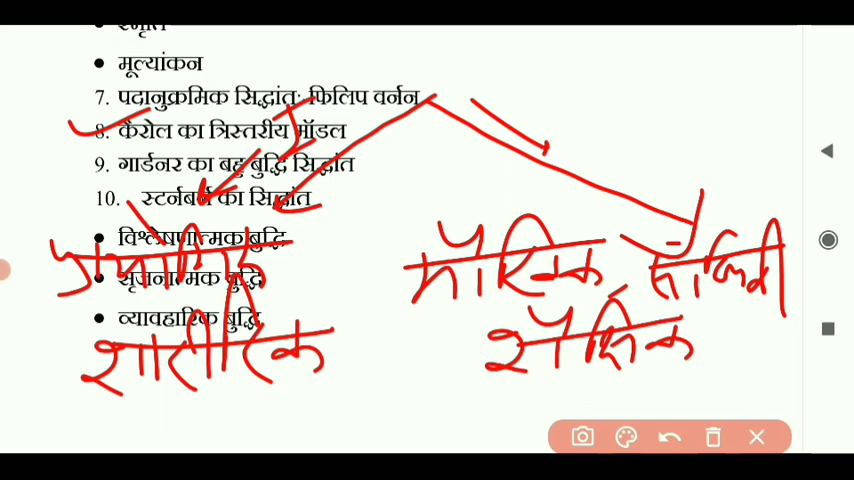 स्मृति
मूल्यांकन
7. पदानुक्रमिक सिद्धांत: फिलिप वर्नन
8. कैरोल का त्रिस्तरीय मॉडल
9. गार्डनर का बहु बुद्धि सिद्धांत
10. स्टर्नबर्ग का सिद्धांत
विश्लेषणात्मक बुद्धि
सृजनात्मक बुद्धि
व्यावहारिक बुद्धि
शारीरिक
शैक्षिक